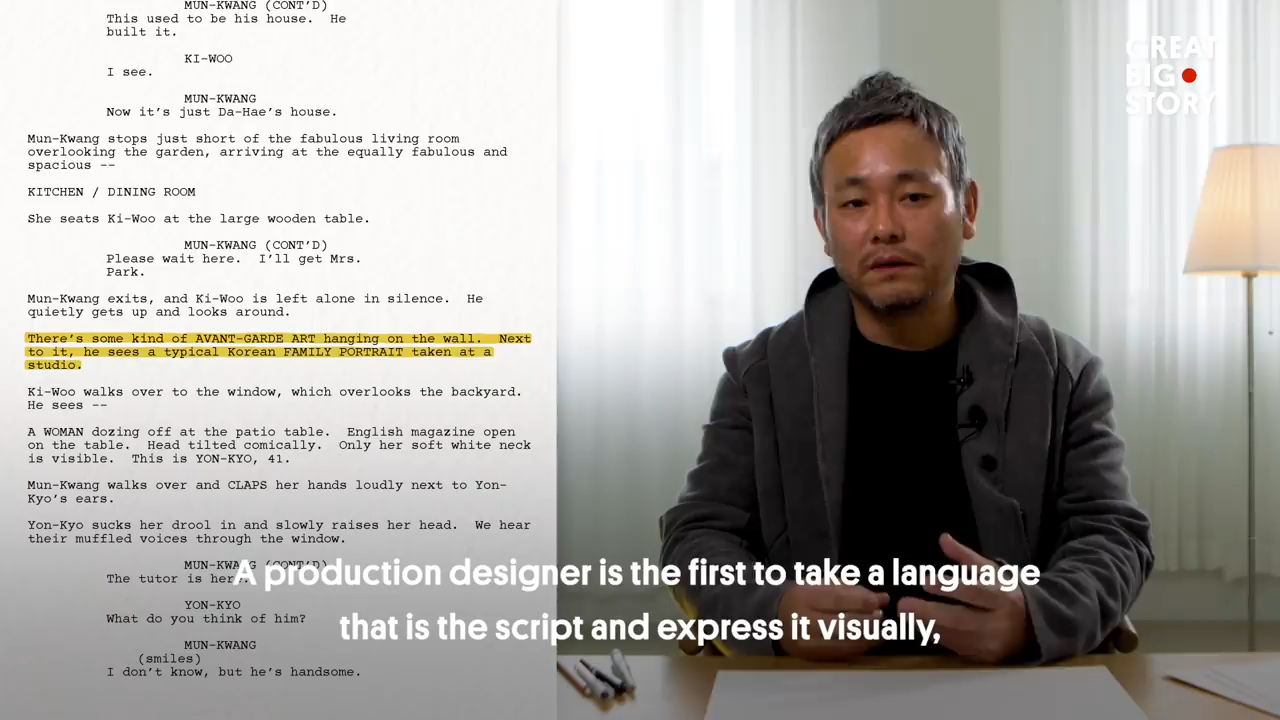 MUN-KWANG (CONT'D)
This used to be his house. He
built it.
KI-WOO
I see.
MUN-KWANG
Now it's just Da-Hae's house.
Mun-Kwang stops just short of the fabulous living room
overlooking the garden, arriving at the equally fabulous and
spacious --
KITCHEN / DINING ROOM
She seats Ki-Woo at the large wooden table.
MUN-KWANG (CONT'D)
Please wait here. I'll get Mrs.
Park.
Mun-Kwang exits, and Ki-Woo is left alone in silence. He
quietly gets up and looks around.
There's some kind of AVANT-GARDE ART hanging on the wall. Next
to it, he sees a typical Korean FAMILY PORTRAIT taken at a
studio.
Ki-Woo walks over to the window, which overlooks the backyard.
He sees --
A WOMAN dozing off at the patio table. English magazine open
on the table. Head tilted comically. Only her soft white neck
is visible. This is YON-KYO, 41.
Mun-Kwang walks over and CLAPS her hands loudly next to Yon-
Kyo's ears.
Yon-Kyo sucks her drool in and slowly raises her head. We hear
their muffled voices through the window.
MUN-KWANG (CONT'D)
The tutor is here.
YON-KYO
What do you think of him?
MUN-KWANG
(smiles)
I don't know, but he's handsome.
GREAT
BIG
STORY
A production designer is the first to take a language
that is the script and express it visually,